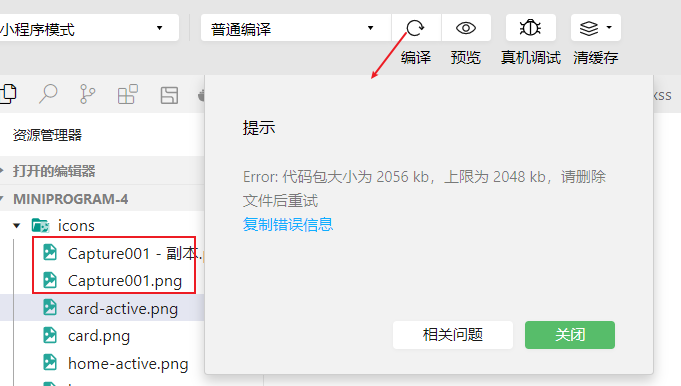 小程序模式
普通编译
编译
预览
真机调试
清缓存
xss
资源管理器
打开的编辑器
MINIPROGRAM-4
icons
Capture001 - 副本.
Capture001.png
card-active.png
card.png
home-active.png
提示
Error: 代码包大小为 2056 kb，上限为 2048 kb，请删除
文件后重试
复制错误信息
相关问题
关闭